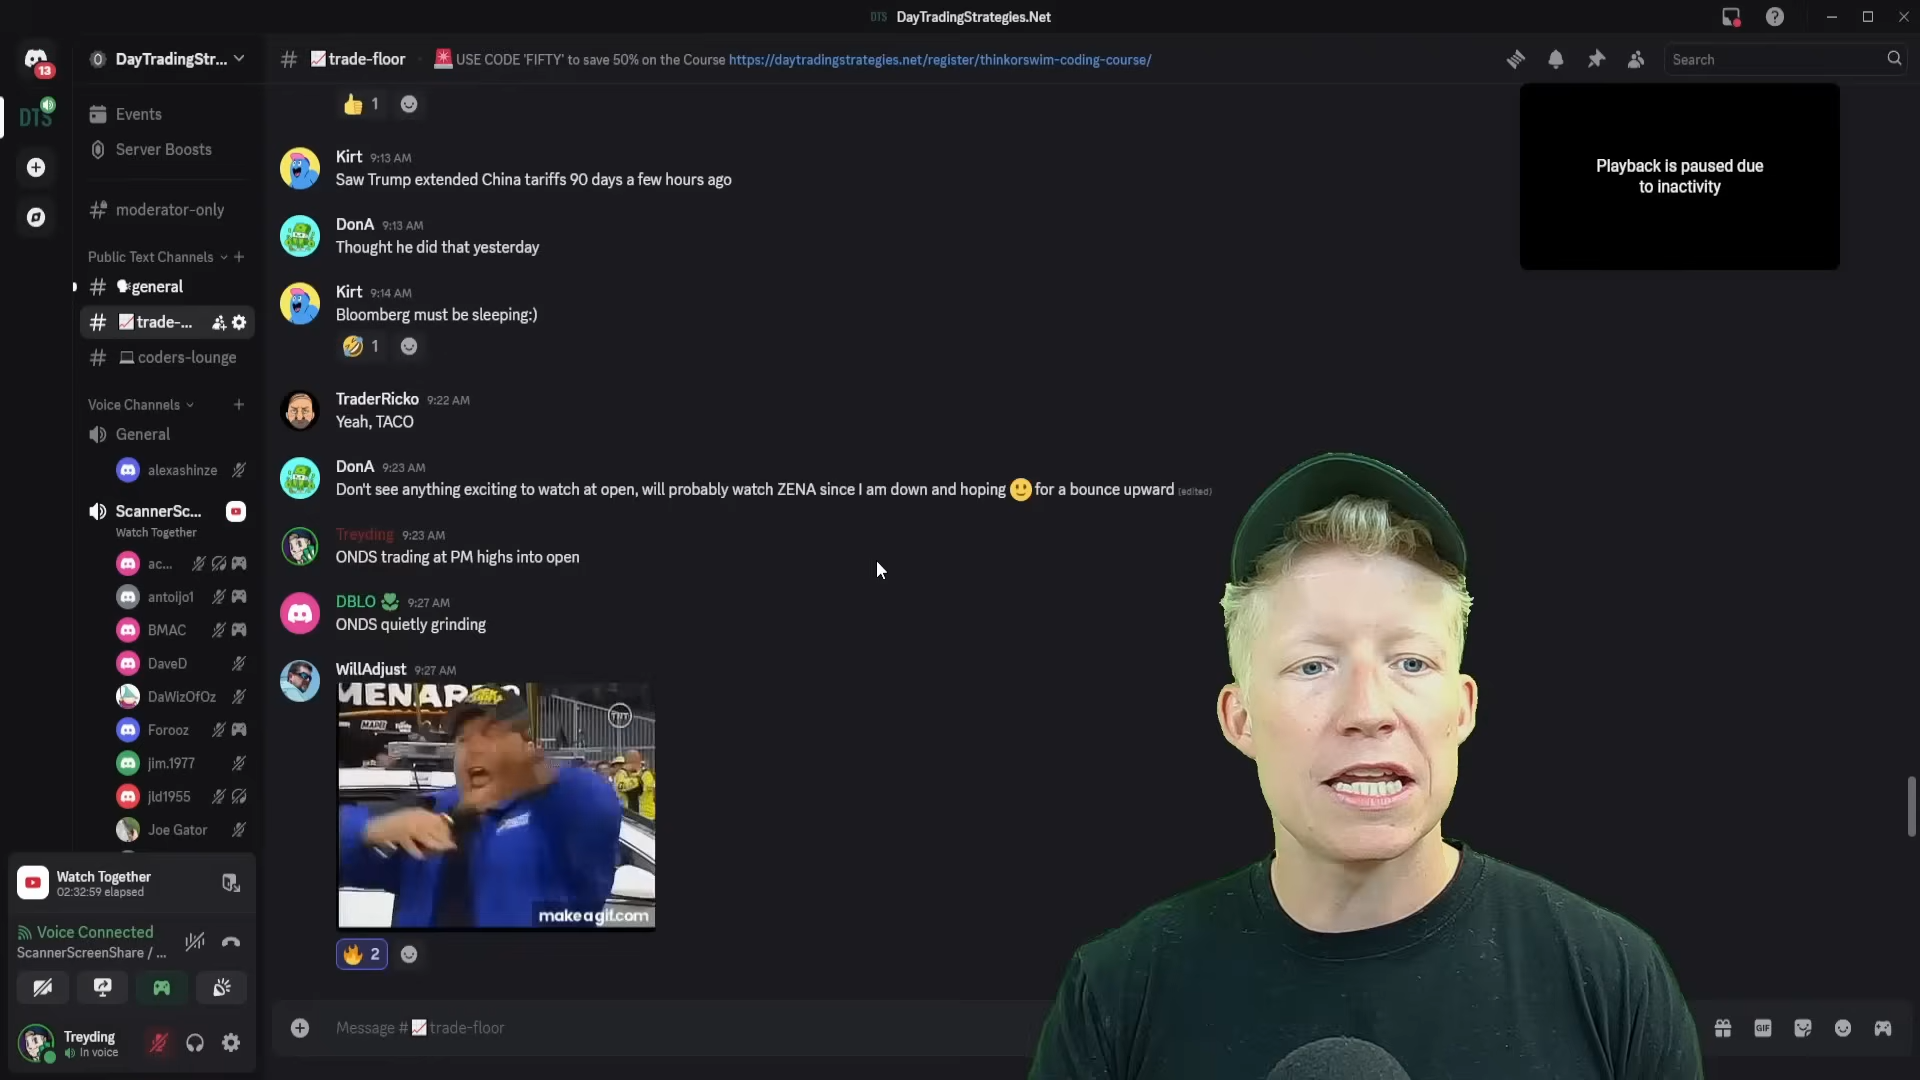 DTS DayTradingStrategies.Net
13
DayTradingStr...
trade-floor
USE CODE 'FIFTY' to save 50% on the Course https://daytradingstrategies.net/register/thinkorswim-coding-course/
Search
DTS
Events
Server Boosts
moderator-only
Public Text Channels
general
trade-...
coders-lounge
Voice Channels
General
alexashinze
ScannerSc...
Watch Together
ac...
antoijo1
BMAC
DaveD
DaWizOfOz
Forooz
jim.1977
jld1955
Joe Gator
Watch Together
02:32:59 elapsed
Voice Connected
ScannerScreenShare / ...
Treyding
In voice
1
Kirt 9:13 AM
Saw Trump extended China tariffs 90 days a few hours ago
DonA 9:13 AM
Thought he did that yesterday
Kirt 9:14 AM
Bloomberg must be sleeping:)
1
TraderRicko 9:22 AM
Yeah, TACO
DonA 9:23 AM
Don't see anything exciting to watch at open, will probably watch ZENA since I am down and hoping 🙂 for a bounce upward (edited)
Treyding 9:23 AM
ONDS trading at PM highs into open
DBLO 9:27 AM
ONDS quietly grinding
WillAdjust 9:27 AM
MENARDS
MAPEI
TNT
makeagif.com
2
Message # trade-floor
GIF
Playback is paused due
to inactivity